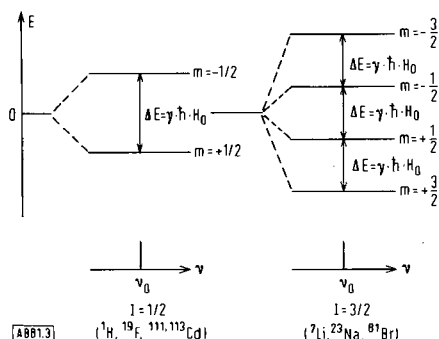 E
0
m=-1/2
ΔE=γ·ħ·H₀
m=+1/2
m=-3/2
ΔE=γ·ħ·H₀
m=-1/2
ΔE=γ·ħ·H₀
m=+1/2
ΔE=γ·ħ·H₀
m=+3/2
ν₀ ν
ν₀ ν
I=1/2
(¹H, ¹⁹F, ¹¹¹,¹¹³Cd)
I=3/2
(⁷Li, ²³Na, ⁸¹Br)
ABB1.3